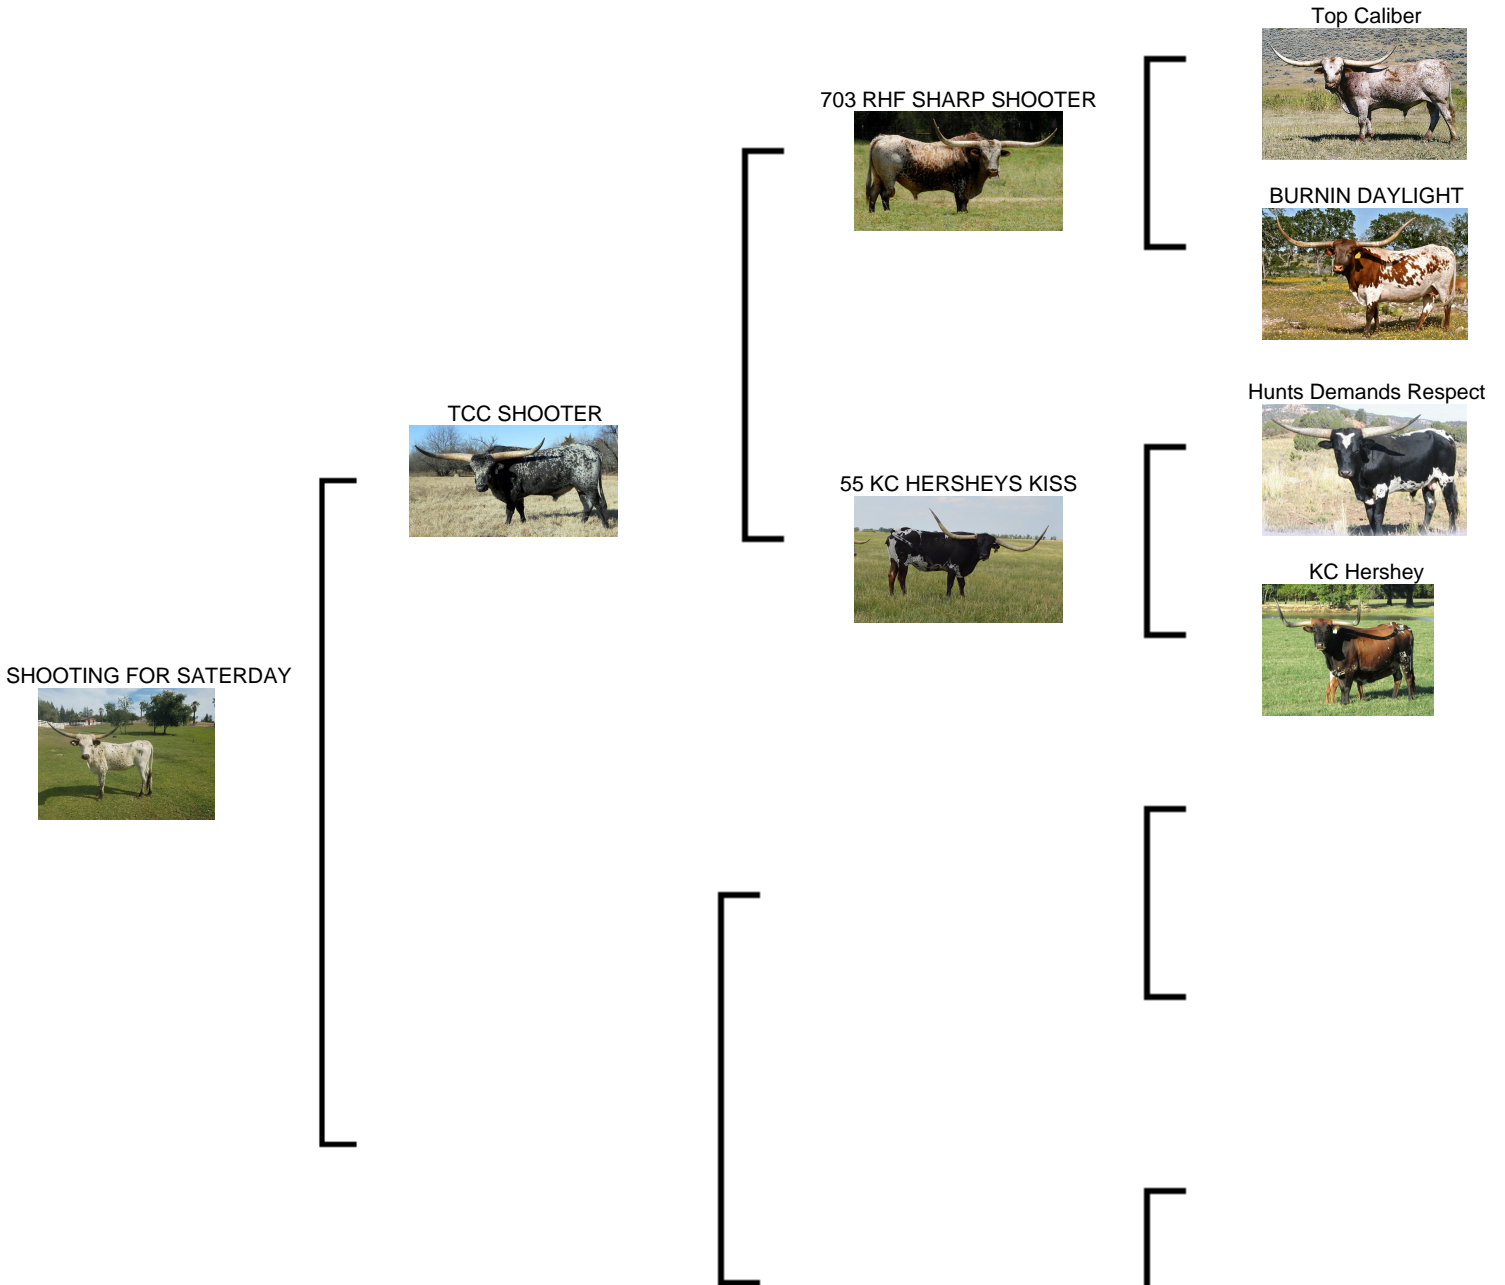 Top Caliber
703 RHF SHARP SHOOTER
BURNIN DAYLIGHT
Hunts Demands Respect
TCC SHOOTER
55 KC HERSHEYS KISS
KC Hershey
SHOOTING FOR SATERDAY